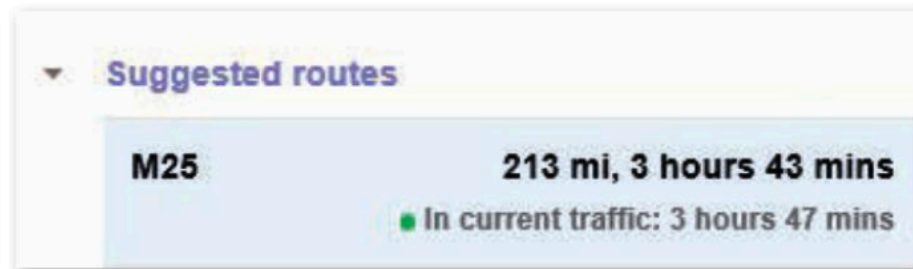 Suggested routes
M25 213 mi, 3 hours 43 mins
In current traffic: 3 hours 47 mins